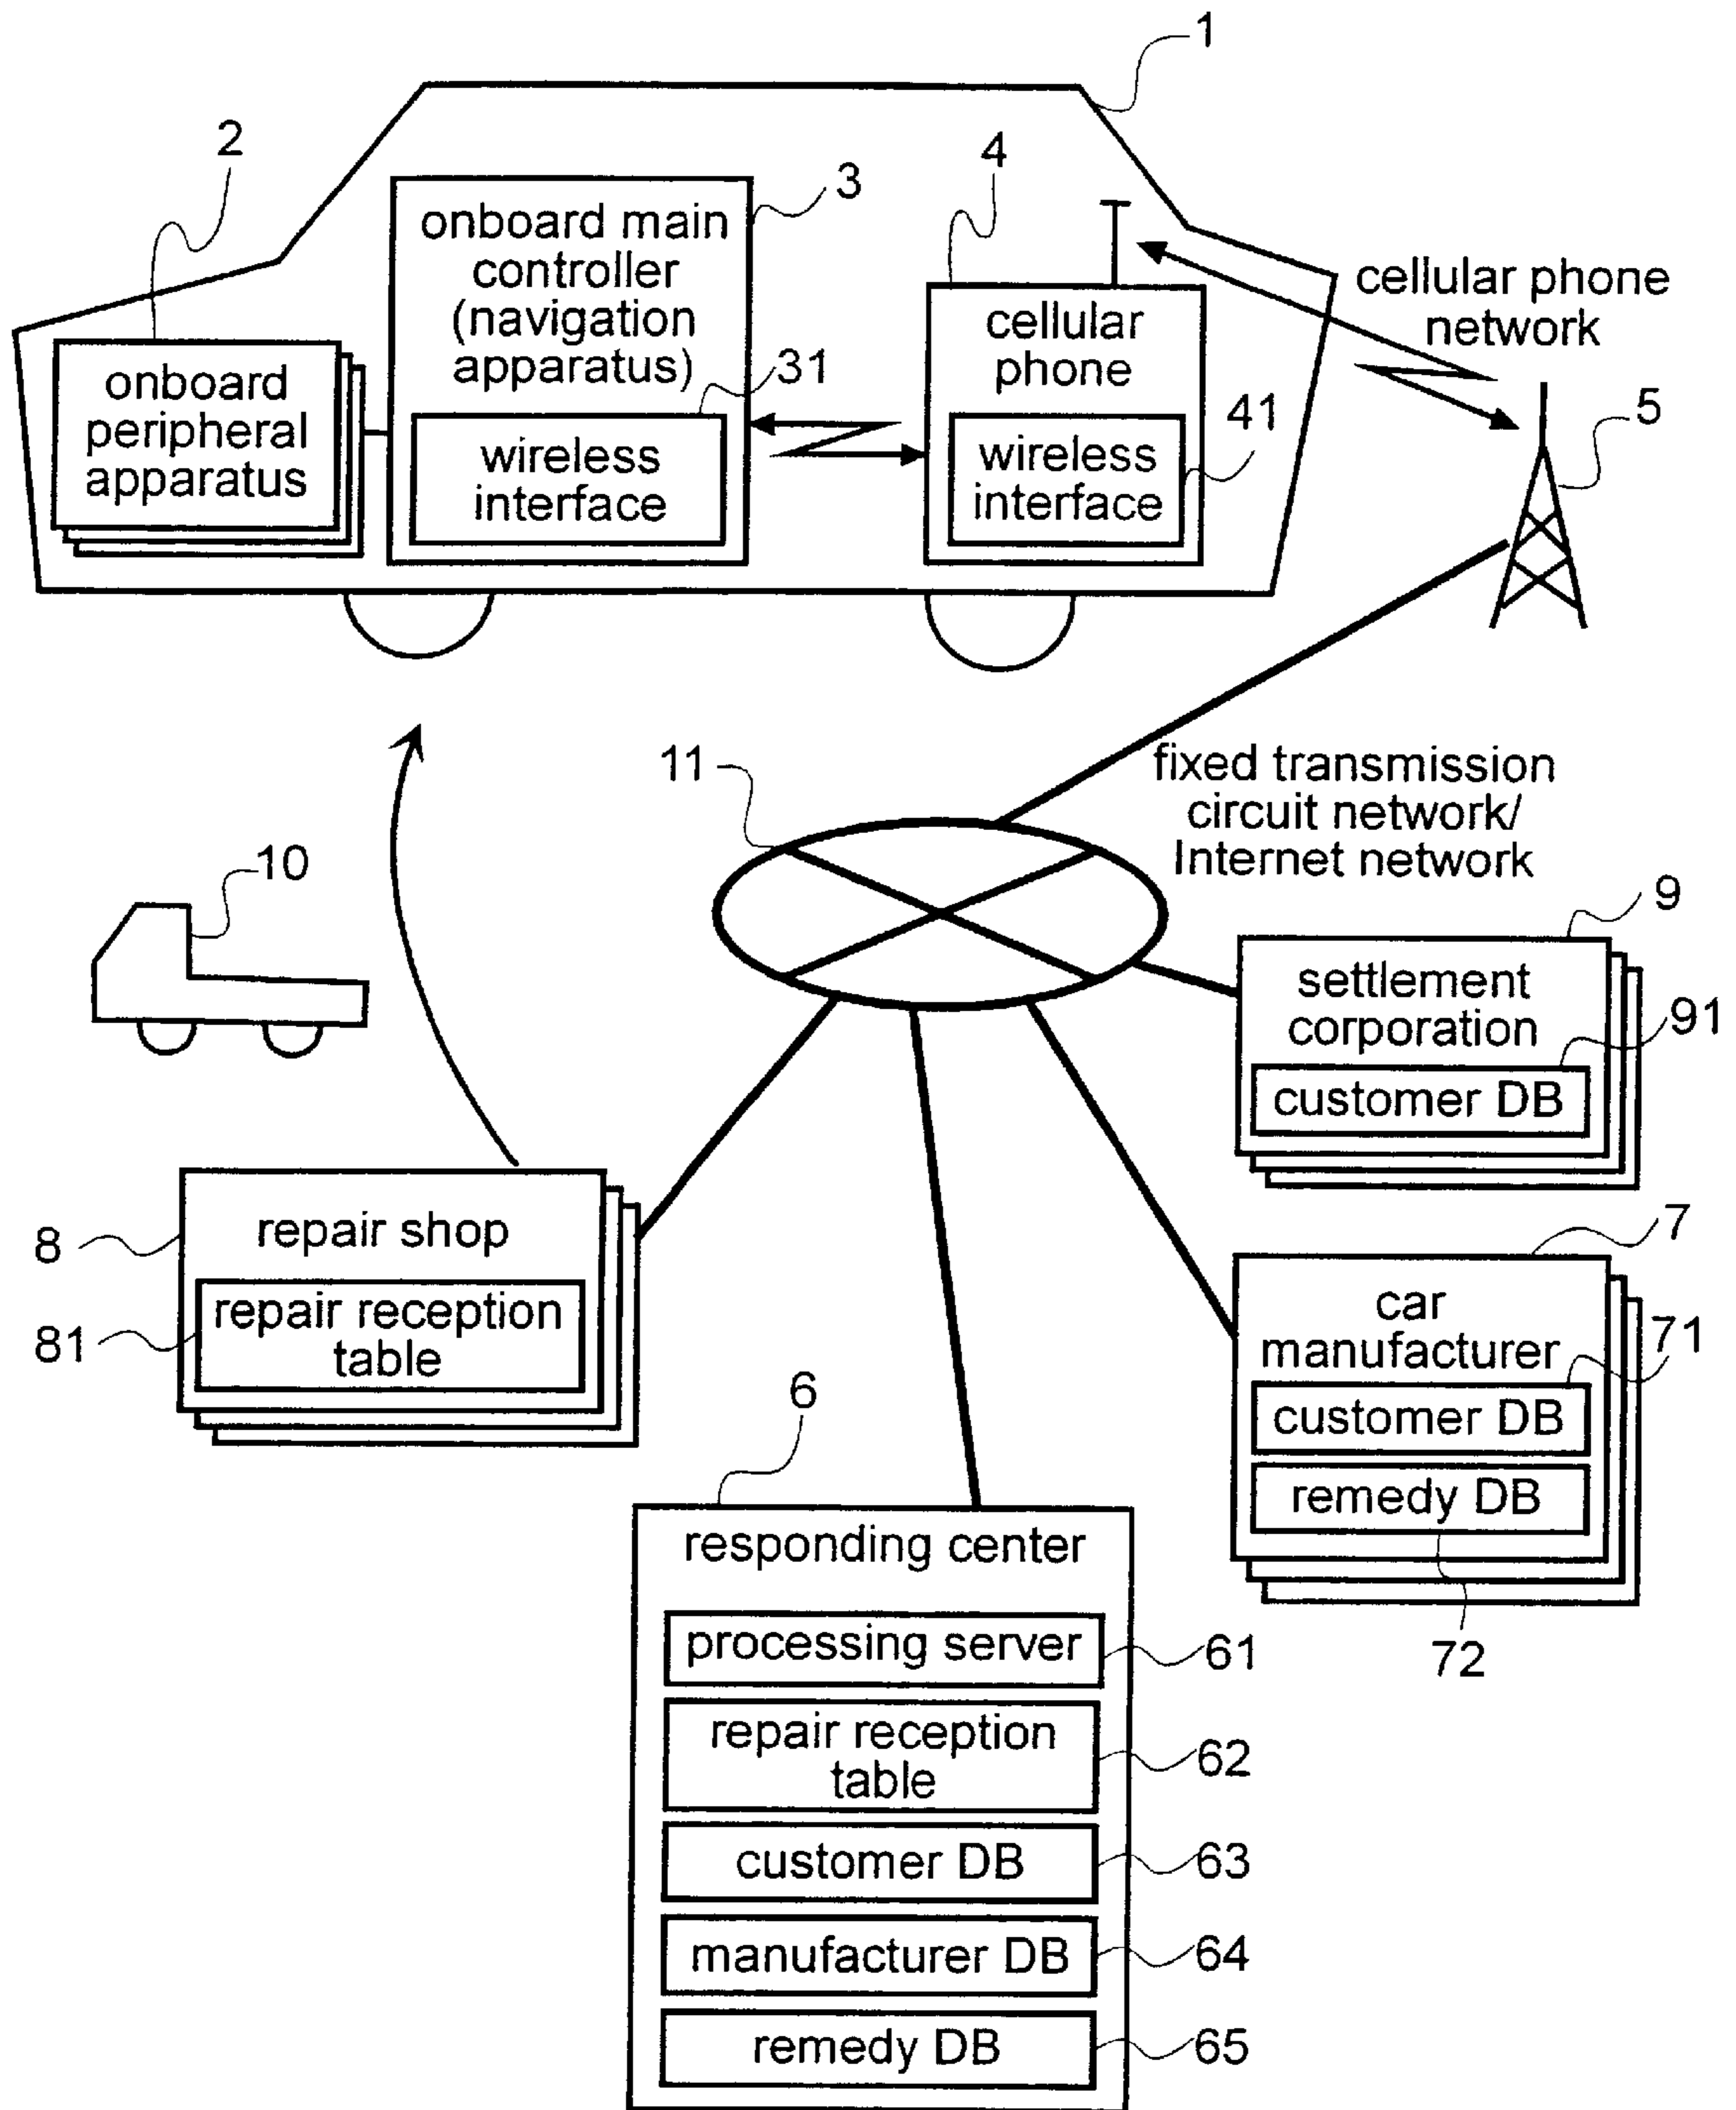 1
2
4
3
onboard main
controller
(navigation
apparatus)
31
wireless
interface
onboard
peripheral
apparatus
cellular
phone
41
wireless
interface
cellular phone
network
5
11
fixed transmission
circuit network/
Internet network
10
9
settlement
corporation
91
customer DB
8
repair shop
81
repair reception
table
7
car
manufacturer
71
customer DB
remedy DB
72
6
responding center
processing server
61
repair reception
table
62
customer DB
63
manufacturer DB
64
remedy DB
65